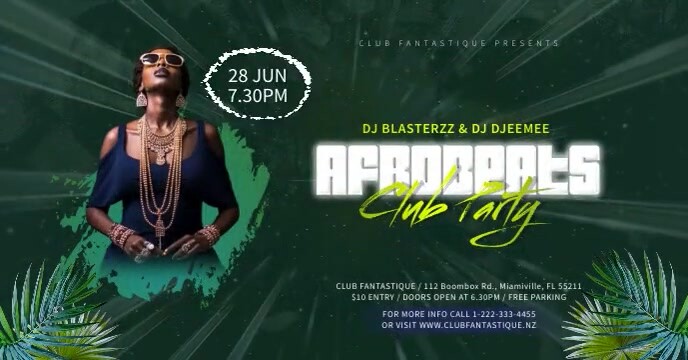 CLUB FANTASTIQUE PRESENTS
28 JUN
7.30PM
DJ BLASTERZZ & DJ DJEEMEE
AFROBEATS
Club Party
CLUB FANTASTIQUE / 112 Boombox Rd., Miamiville, FL 55211
$10 ENTRY / DOORS OPEN AT 6.30PM / FREE PARKING
FOR MORE INFO CALL 1-222-333-4455
OR VISIT WWW.CLUBFANTASTIQUE.NZ